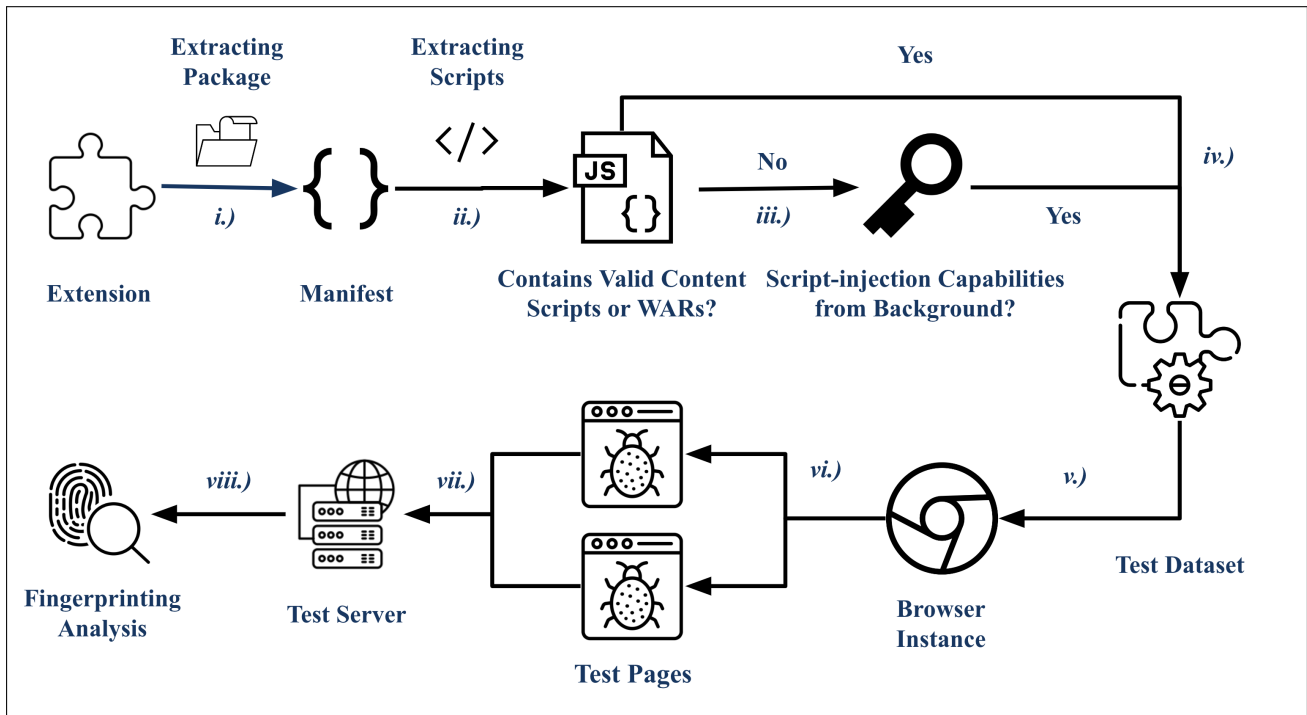 Extracting
Package
Extracting
Scripts
Yes
i.)
ii.)
JS
{}
No
iii.)
Yes
iv.)
Extension
{ }
Manifest
</>
Contains Valid Content
Scripts or WARs?
Script-injection Capabilities
from Background?
viii.)
vii.)
vi.)
v.)
Fingerprinting
Analysis
Test Server
Test Pages
Browser
Instance
Test Dataset